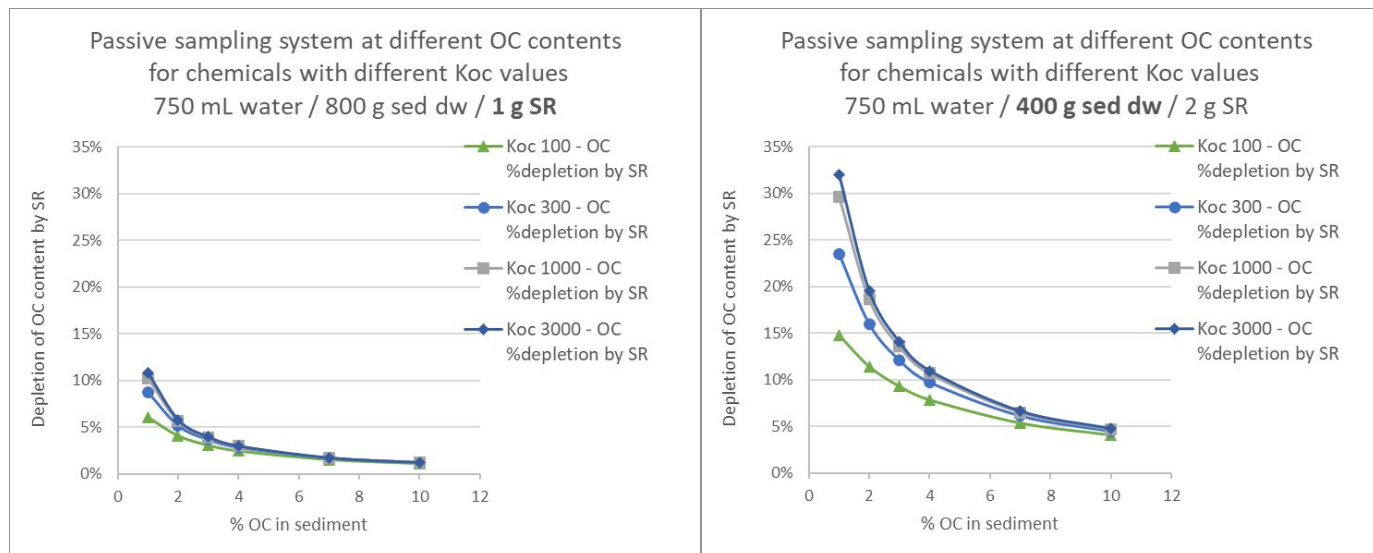 Passive sampling system at different OC contents
for chemicals with different Koc values
750 mL water / 800 g sed dw / 1 g SR
35%
30%
25%
20%
15%
10%
5%
0%
Depletion of OC content by SR
0
2
4
6
8
10
12
% OC in sediment
Koc 100 - OC
%depletion by SR
Koc 300 - OC
%depletion by SR
Koc 1000 - OC
%depletion by SR
Koc 3000 - OC
%depletion by SR
Passive sampling system at different OC contents
for chemicals with different Koc values
750 mL water / 400 g sed dw / 2 g SR
35%
30%
25%
20%
15%
10%
5%
0%
Depletion of OC content by SR
0
2
4
6
8
10
12
% OC in sediment
Koc 100 - OC
%depletion by SR
Koc 300 - OC
%depletion by SR
Koc 1000 - OC
%depletion by SR
Koc 3000 - OC
%depletion by SR